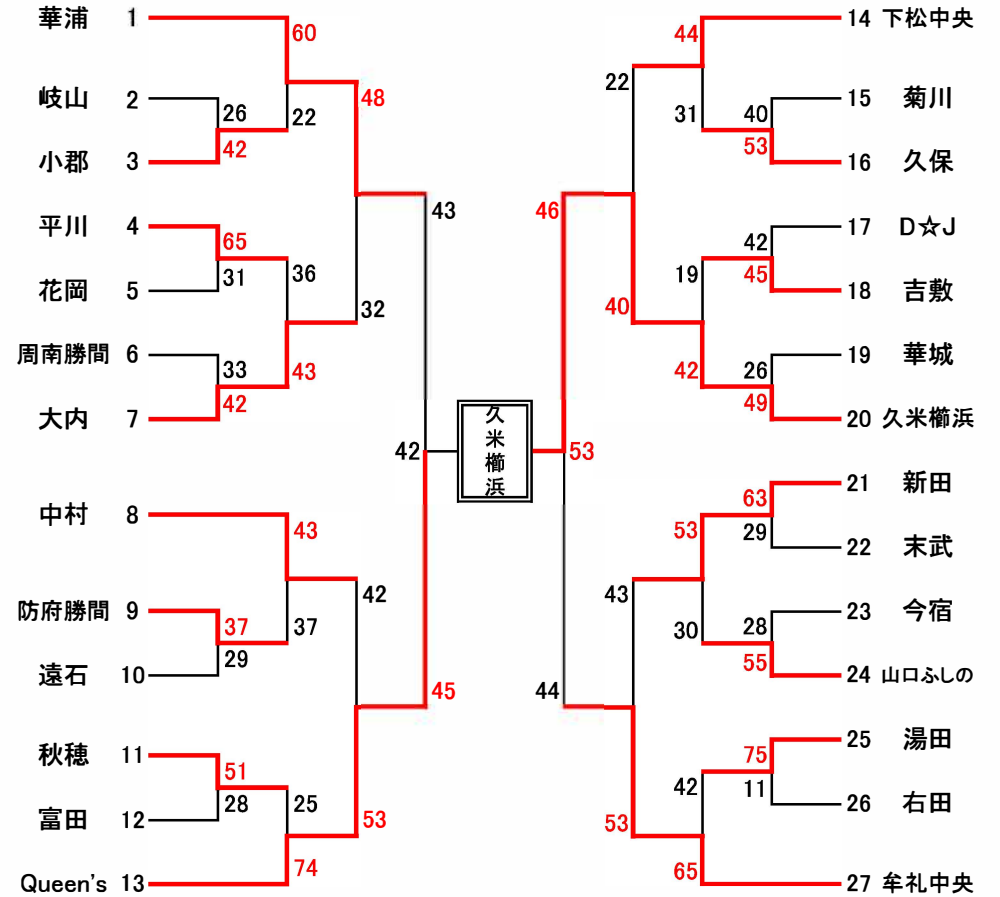 華浦 1
60
岐山 2
26
22
小郡 3
42
48
平川 4
65
花岡 5
31
36
周南勝間 6
33
43
大内 7
42
32
43
中村 8
43
防府勝間 9
37
37
遠石 10
29
42
秋穂 11
51
富田 12
28
25
Queen's 13
74
53
45
42
久米櫛浜
53
14 下松中央
44
15 菊川
40
31
16 久保
53
22
17 D☆J
42
18 吉敷
45
19
19 華城
26
42
20 久米櫛浜
49
40
46
21 新田
63
22 末武
29
53
23 今宿
28
30
24 山口ふしの
55
43
25 湯田
75
26 右田
11
42
27 牟礼中央
65
53
44